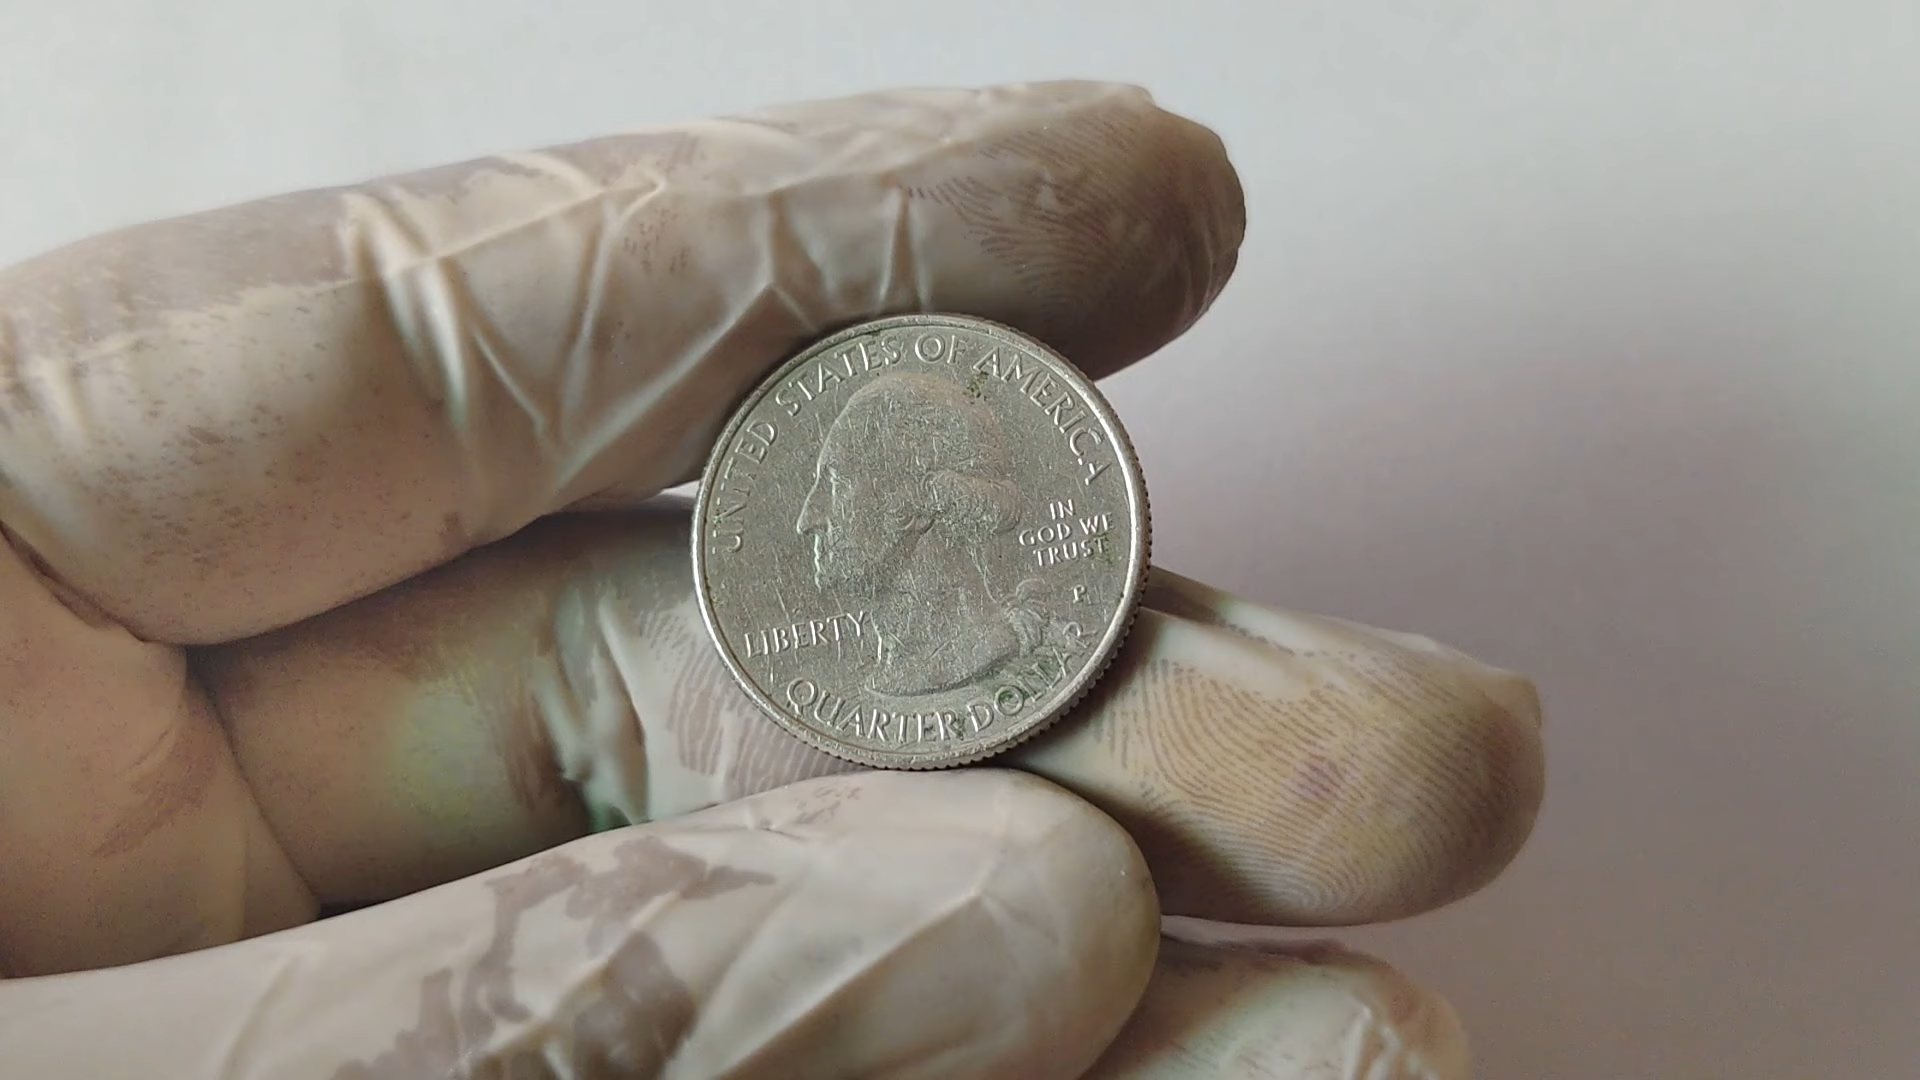 UNITED STATES OF AMERICA
IN
GOD WE
TRUST
P
LIBERTY
QUARTER DOLLAR